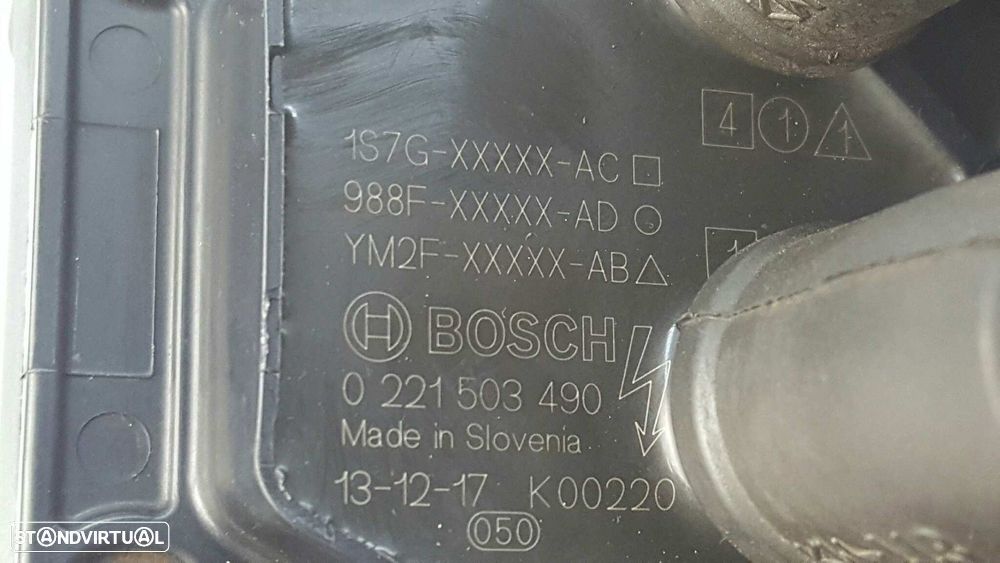 1S7G-XXXXX-AC
988F-XXXXX-AD
YM2F-XXXXX-AB
4 1 1
1
BOSCH
0 221 503 490
Made in Slovenia
13-12-17 K00220
050
STANDVIRTUAL